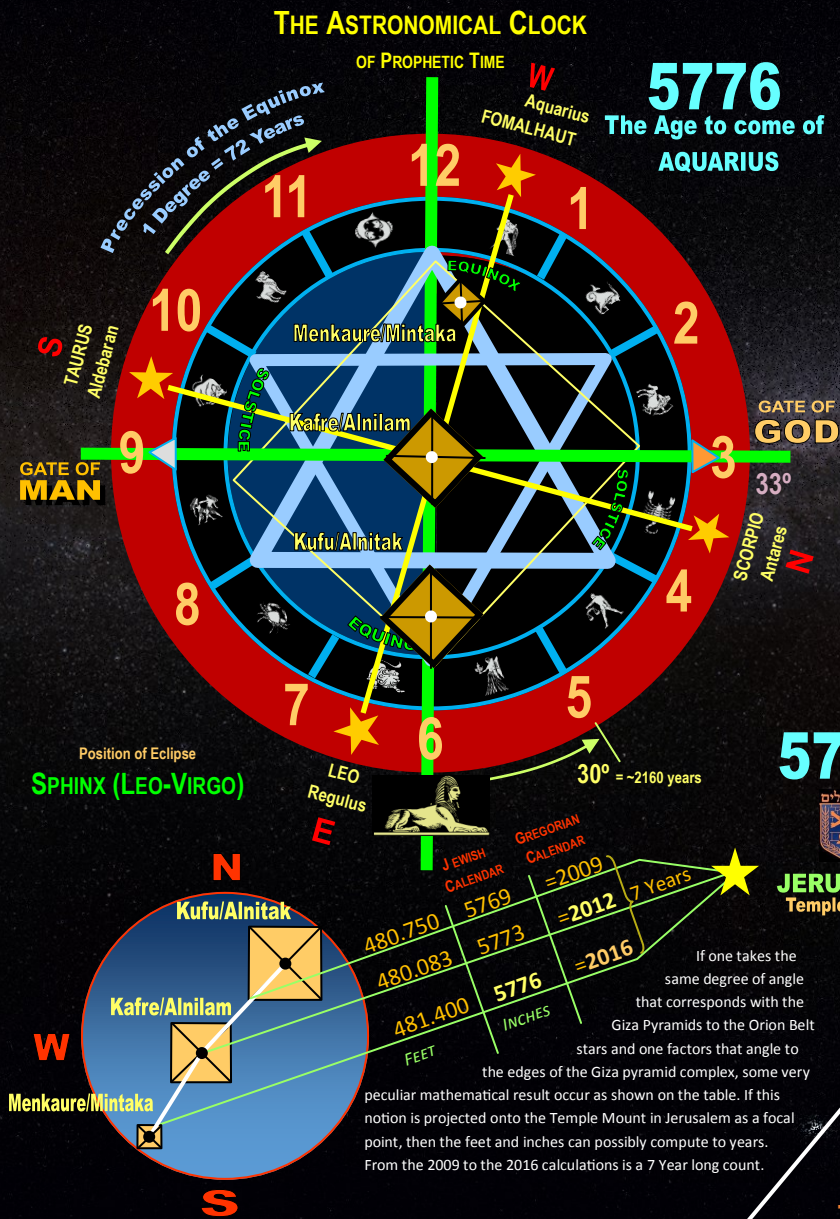 THE ASTRONOMICAL CLOCK
OF PROPHETIC TIME
W
Aquarius
FOMALHAUT
5776
The Age to come of
AQUARIUS
Precession of the Equinox
1 Degree = 72 Years
12
11
1
10
2
9
3
8
4
7
5
6
EQUINOX
Menkaure/Mintaka
S
TAURUS
Aldebaran
SOLSTICE
Kafre/Alnilam
GATE OF
GOD
33º
GATE OF
MAN
SOLSTICE
SCORPIO
Antares
N
Kufu/Alnitak
EQUINO
Position of Eclipse
SPHINX (LEO-VIRGO)
LEO
Regulus
E
30º = ~2160 years
57
JERU
Temple
N
Kufu/Alnitak
Kafre/Alnilam
W
Menkaure/Mintaka
S
JEWISH
CALENDAR
GREGORIAN
CALENDAR
480.750 5769 =2009
480.083 5773 =2012 7 Years
481.400 5776 =2016
FEET INCHES
If one takes the
same degree of angle
that corresponds with the
Giza Pyramids to the Orion Belt
stars and one factors that angle to
the edges of the Giza pyramid complex, some very
peculiar mathematical result occur as shown on the table. If this
notion is projected onto the Temple Mount in Jerusalem as a focal
point, then the feet and inches can possibly compute to years.
From the 2009 to the 2016 calculations is a 7 Year long count.